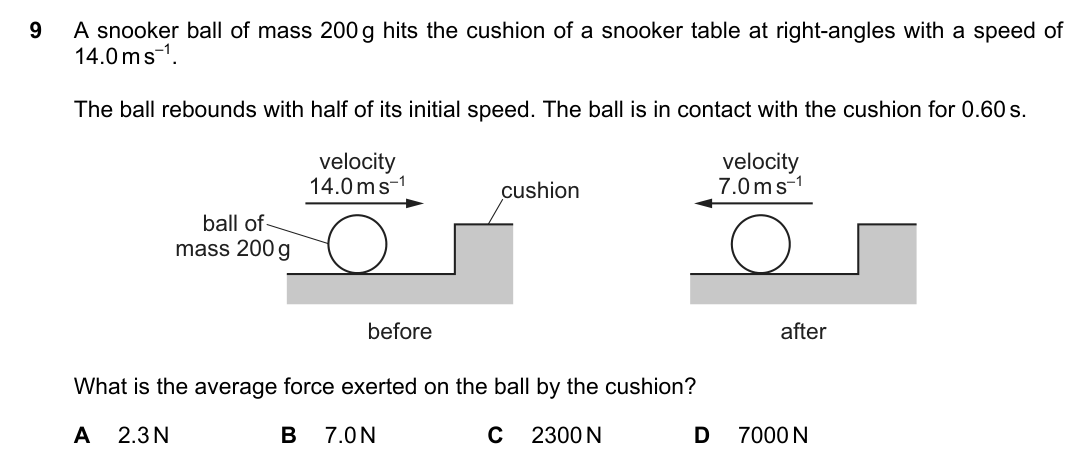 9 A snooker ball of mass 200 g hits the cushion of a snooker table at right-angles with a speed of
14.0 m s⁻¹.
The ball rebounds with half of its initial speed. The ball is in contact with the cushion for 0.60 s.
velocity
14.0 m s⁻¹
cushion
ball of
mass 200 g
before
velocity
7.0 m s⁻¹
after
What is the average force exerted on the ball by the cushion?
A 2.3 N B 7.0 N C 2300 N D 7000 N